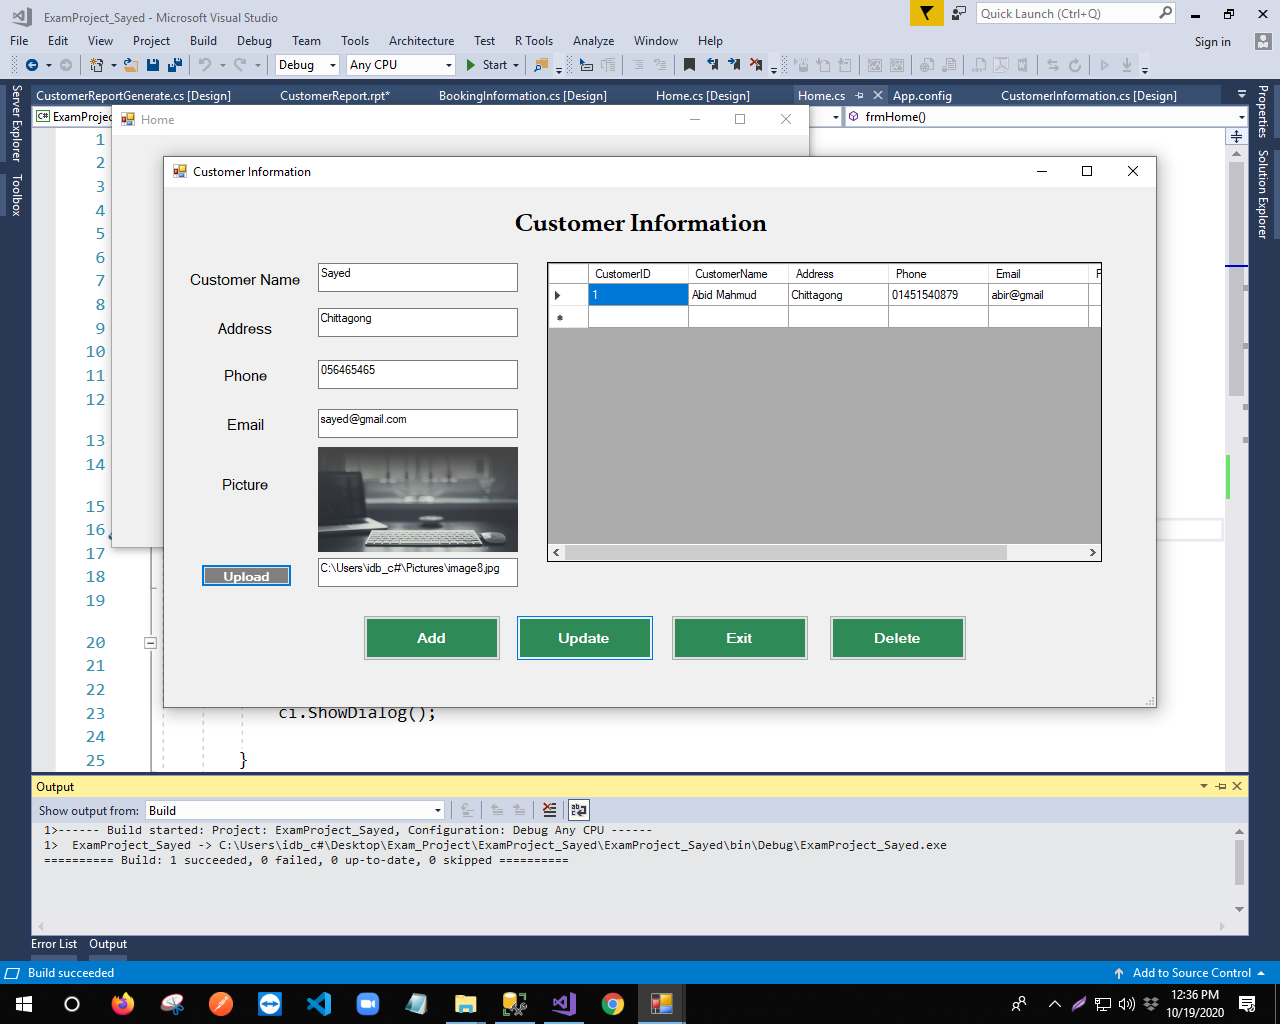 ExamProject_Sayed - Microsoft Visual Studio
Quick Launch (Ctrl+Q)
File Edit View Project Build Debug Team Tools Architecture Test R Tools Analyze Window Help
Sign in
Debug Any CPU Start
CustomerReportGenerate.cs [Design] CustomerReport.rpt* BookingInformation.cs [Design] Home.cs [Design] Home.cs App.config CustomerInformation.cs [Design]
Server Explorer
Toolbox
Properties
Solution Explorer
C# ExamProjec
frmHome()
Home
Customer Information
Customer Information
Customer Name Sayed
Address Chittagong
Phone 056465465
Email sayed@gmail.com
Picture
Upload C:\Users\idb_c#\Pictures\image8.jpg
CustomerID CustomerName Address Phone Email
1 Abid Mahmud Chittagong 01451540879 abir@gmail
Add Update Exit Delete
1
2
3
4
5
6
7
8
9
10
11
12
13
14
15
16
17
18
19
20
21
22
23 ci.ShowDialog();
24
25 }
Output
Show output from: Build
1>------ Build started: Project: ExamProject_Sayed, Configuration: Debug Any CPU ------
1>  ExamProject_Sayed -> C:\Users\idb_c#\Desktop\Exam_Project\ExamProject_Sayed\ExamProject_Sayed\bin\Debug\ExamProject_Sayed.exe
========== Build: 1 succeeded, 0 failed, 0 up-to-date, 0 skipped ==========
Error List Output
Build succeeded
Add to Source Control
12:36 PM
10/19/2020